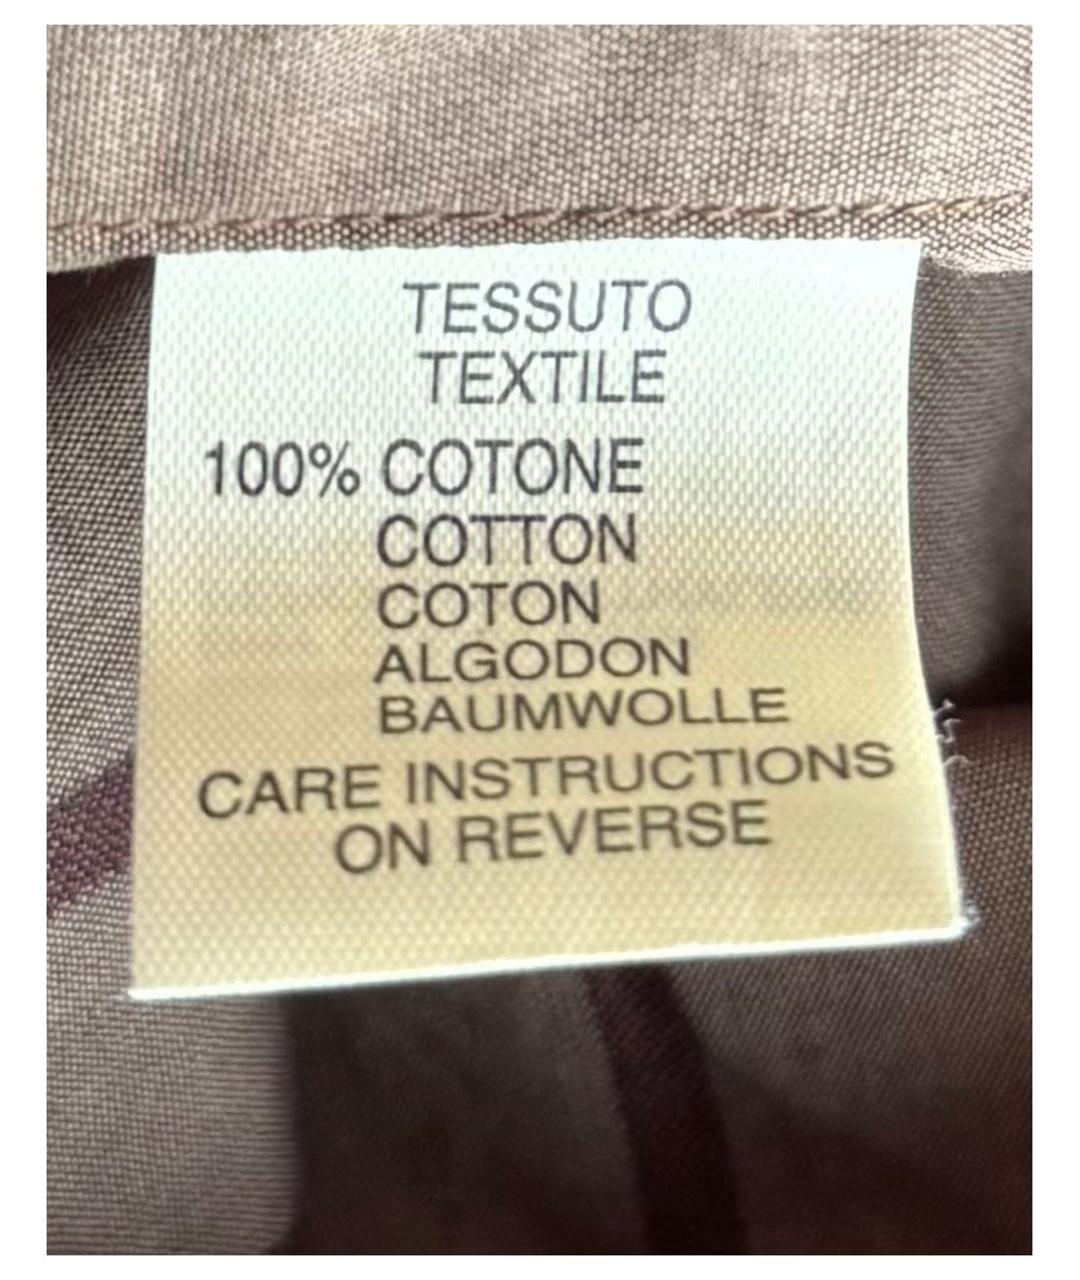 TESSUTO
TEXTILE
100% COTONE
COTTON
COTON
ALGODON
BAUMWOLLE
CARE INSTRUCTIONS
ON REVERSE